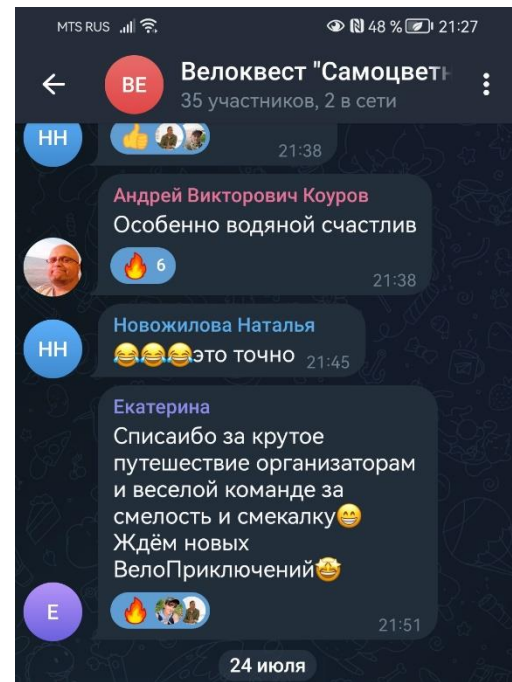 MTS RUS 48 % 21:27
ВЕ Велоквест "Самоцветн
35 участников, 2 в сети
НН
21:38
Андрей Викторович Коуров
Особенно водяной счастлив
6
21:38
Новожилова Наталья
НН 😂😂😂это точно 21:45
Екатерина
Списаибо за крутое
путешествие организаторам
и веселой команде за
смелость и смекалку😁
Ждём новых
ВелоПриключений🤩
Е
21:51
24 июля